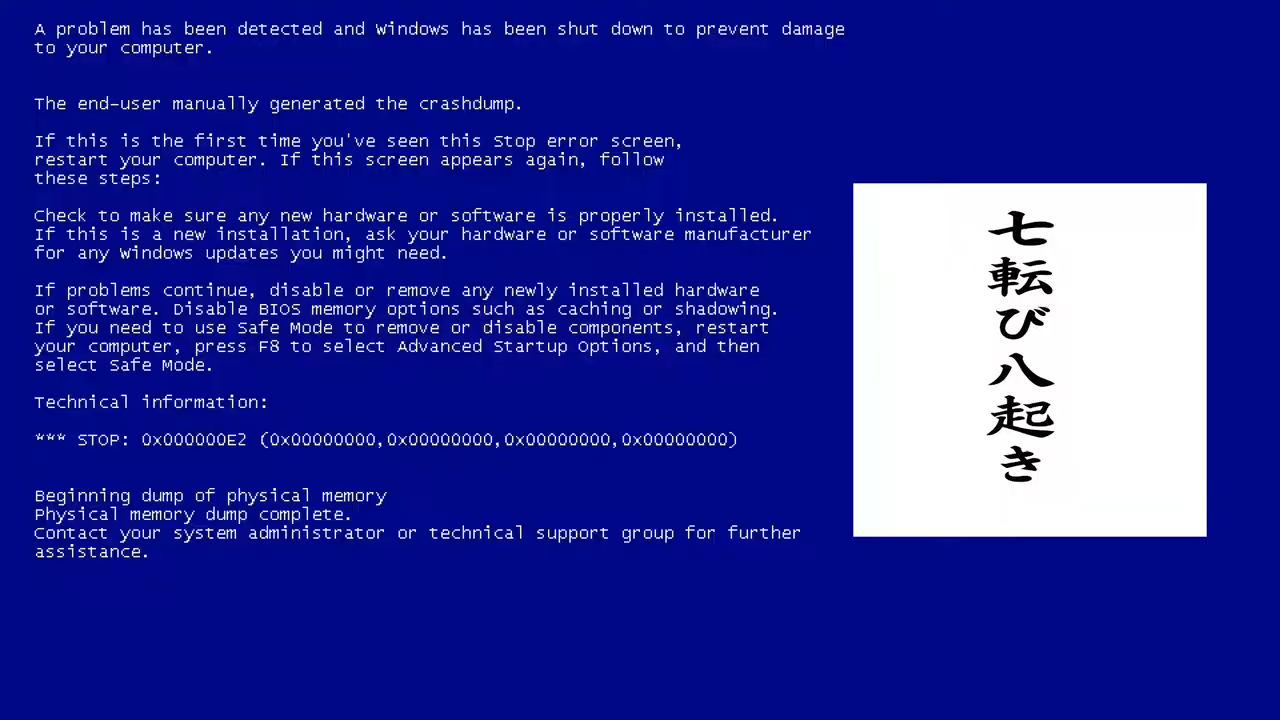 A problem has been detected and Windows has been shut down to prevent damage
to your computer.
The end-user manually generated the crashdump.
If this is the first time you've seen this Stop error screen,
restart your computer. If this screen appears again, follow
these steps:
Check to make sure any new hardware or software is properly installed.
If this is a new installation, ask your hardware or software manufacturer
for any Windows updates you might need.
If problems continue, disable or remove any newly installed hardware
or software. Disable BIOS memory options such as caching or shadowing.
If you need to use Safe Mode to remove or disable components, restart
your computer, press F8 to select Advanced Startup Options, and then
select Safe Mode.
Technical information:
*** STOP: 0x000000E2 (0x00000000,0x00000000,0x00000000,0x00000000)
Beginning dump of physical memory
Physical memory dump complete.
Contact your system administrator or technical support group for further
assistance.
七転び八起き